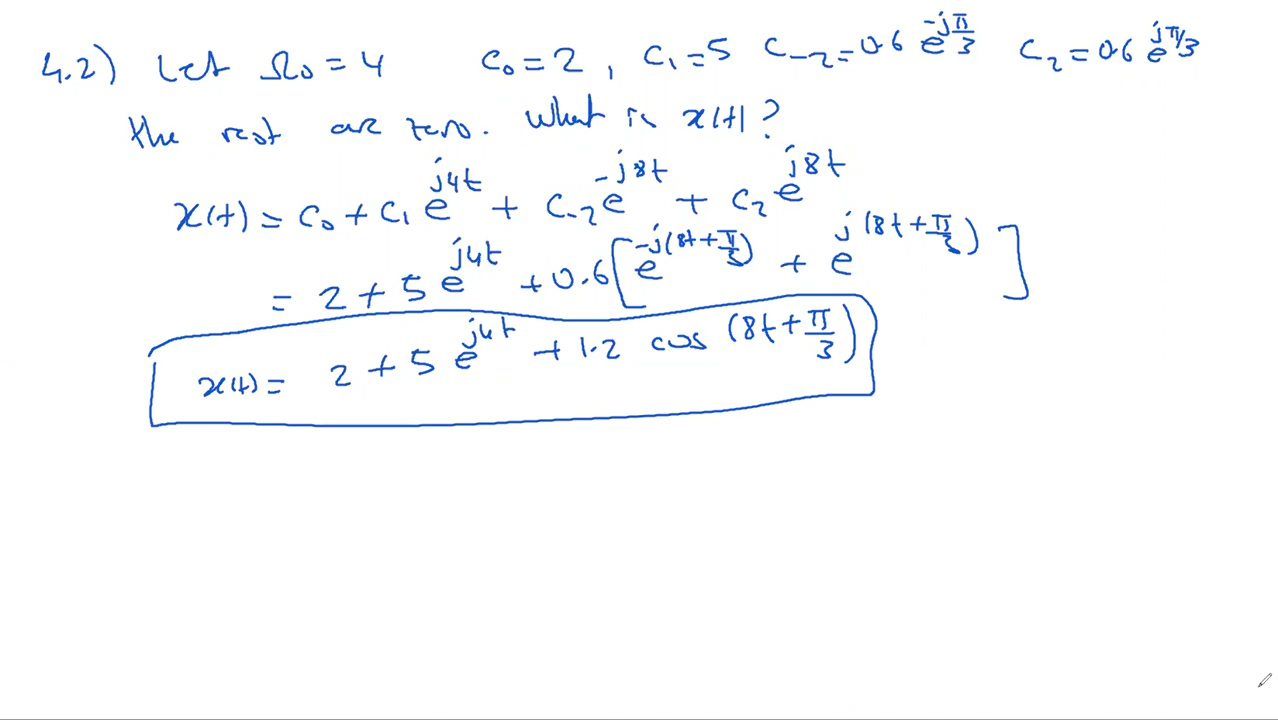 4.2) Let Ω₀ = 4 c₀ = 2 , c₁ = 5 c₋₂ = 0.6 e^{-jπ/3} c₂ = 0.6 e^{jπ/3}
the rest are zero. What is x(t)?
x(t) = c₀ + c₁ e^{j4t} + c₋₂ e^{-j8t} + c₂ e^{j8t}
= 2 + 5 e^{j4t} + 0.6 [ e^{-j(8t+π/3)} + e^{j(8t+π/3)} ]
x(t) = 2 + 5 e^{j4t} + 1.2 cos (8t + π/3)